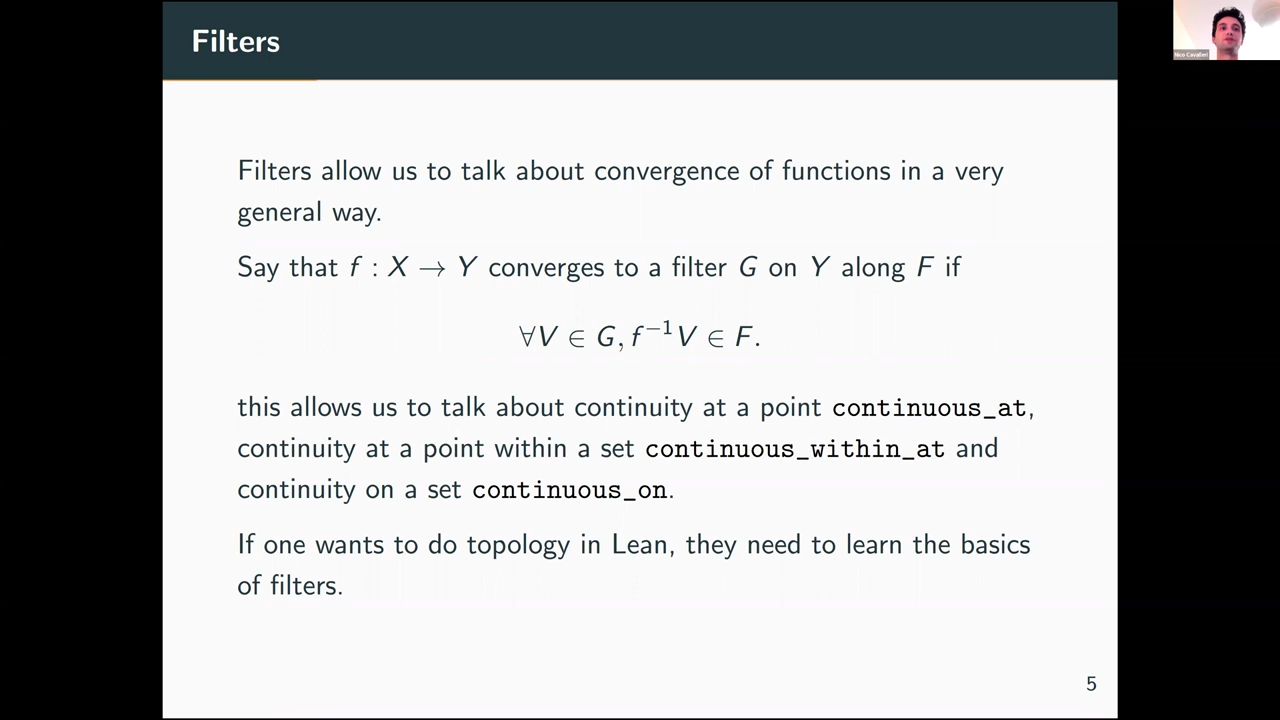 Filters
Filters allow us to talk about convergence of functions in a very
general way.
Say that f : X → Y converges to a filter G on Y along F if
∀V ∈ G, f⁻¹V ∈ F.
this allows us to talk about continuity at a point continuous_at,
continuity at a point within a set continuous_within_at and
continuity on a set continuous_on.
If one wants to do topology in Lean, they need to learn the basics
of filters.
5
Nico Cavalleri